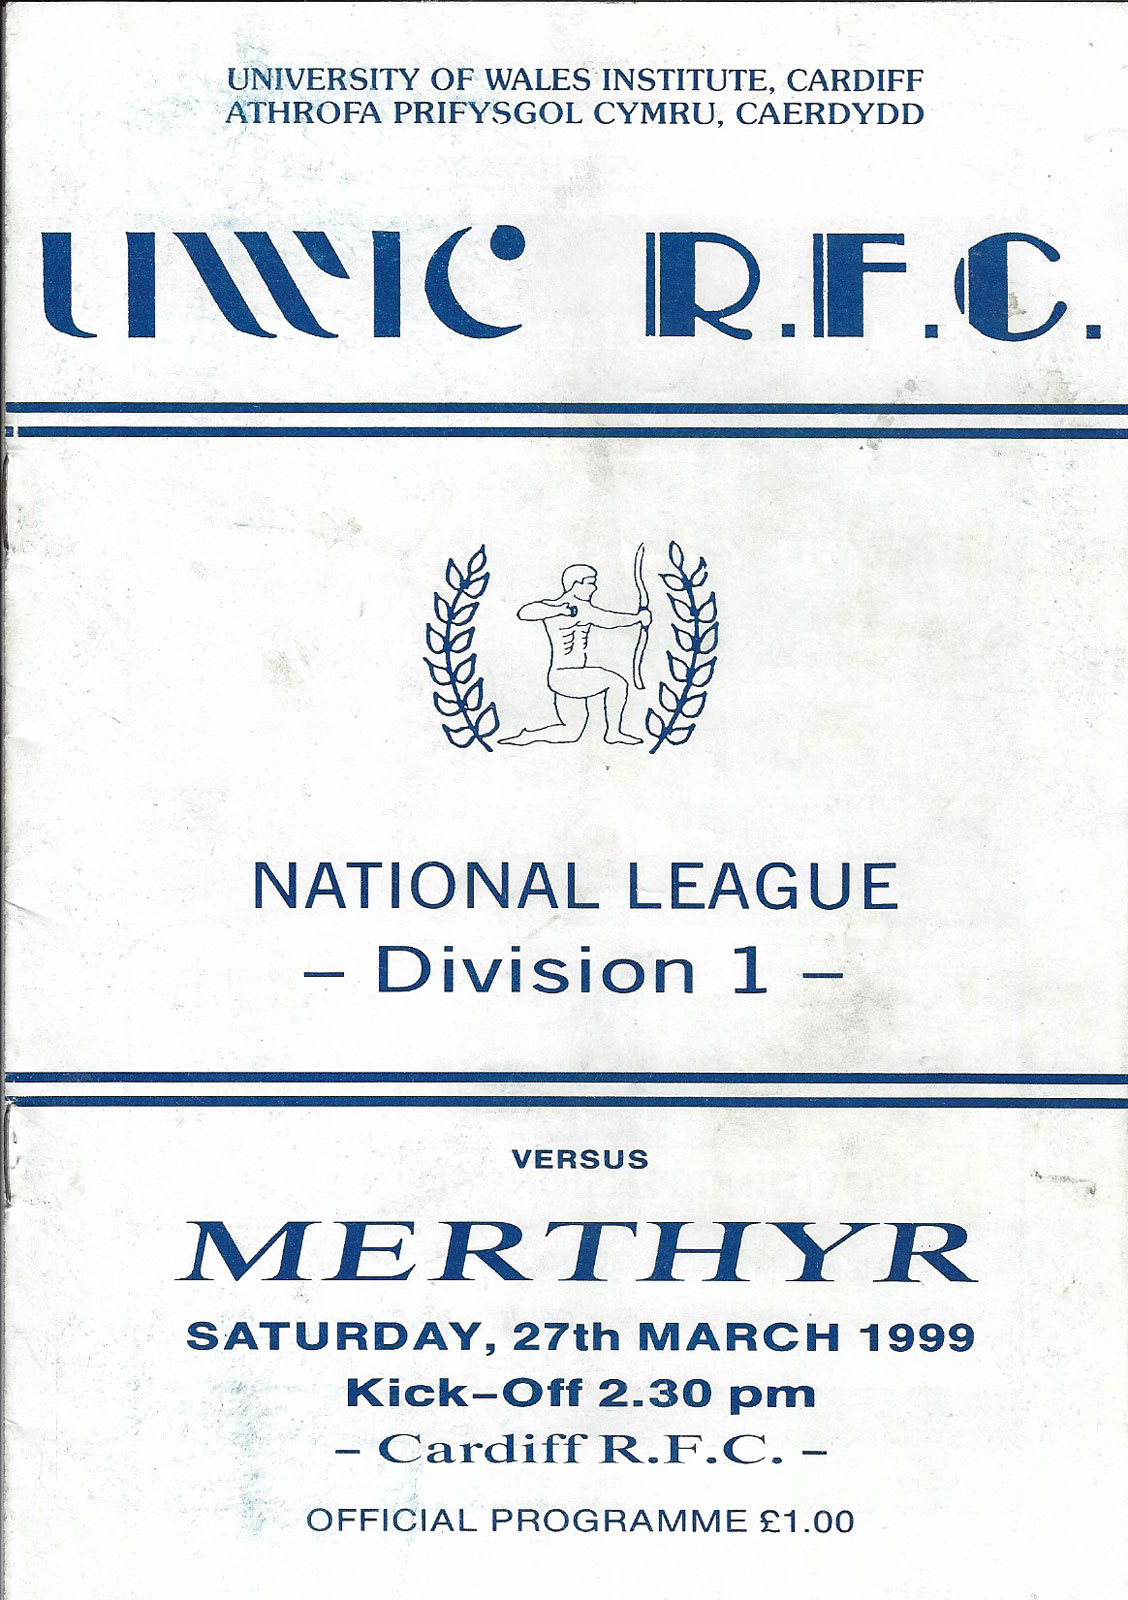 UNIVERSITY OF WALES INSTITUTE, CARDIFF
ATHROFA PRIFYSGOL CYMRU, CAERDYDD
UWIC R.F.C.
NATIONAL LEAGUE
– Division 1 –
VERSUS
MERTHYR
SATURDAY, 27th MARCH 1999
Kick–Off 2.30 pm
– Cardiff R.F.C. –
OFFICIAL PROGRAMME £1.00